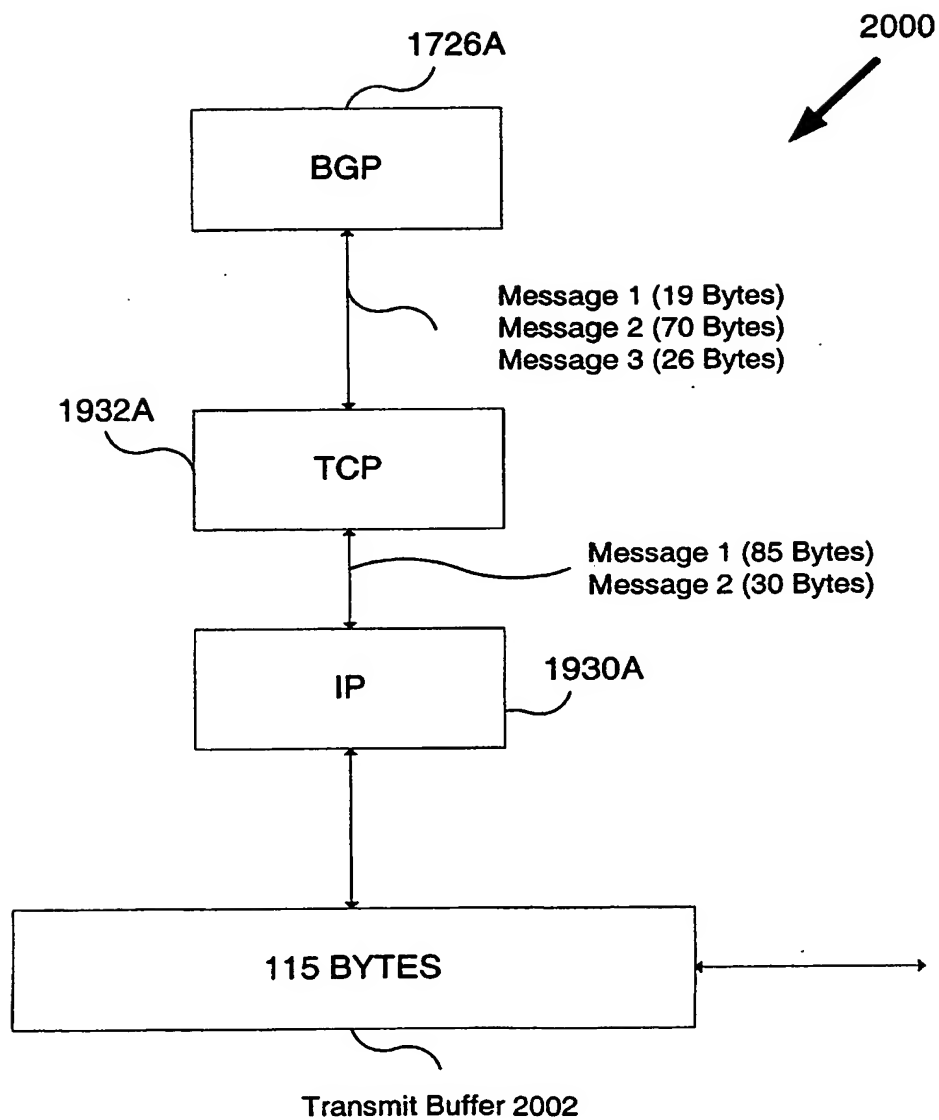 2000
1726A
BGP
Message 1 (19 Bytes)
Message 2 (70 Bytes)
Message 3 (26 Bytes)
1932A
TCP
Message 1 (85 Bytes)
Message 2 (30 Bytes)
IP
1930A
115 BYTES
Transmit Buffer 2002